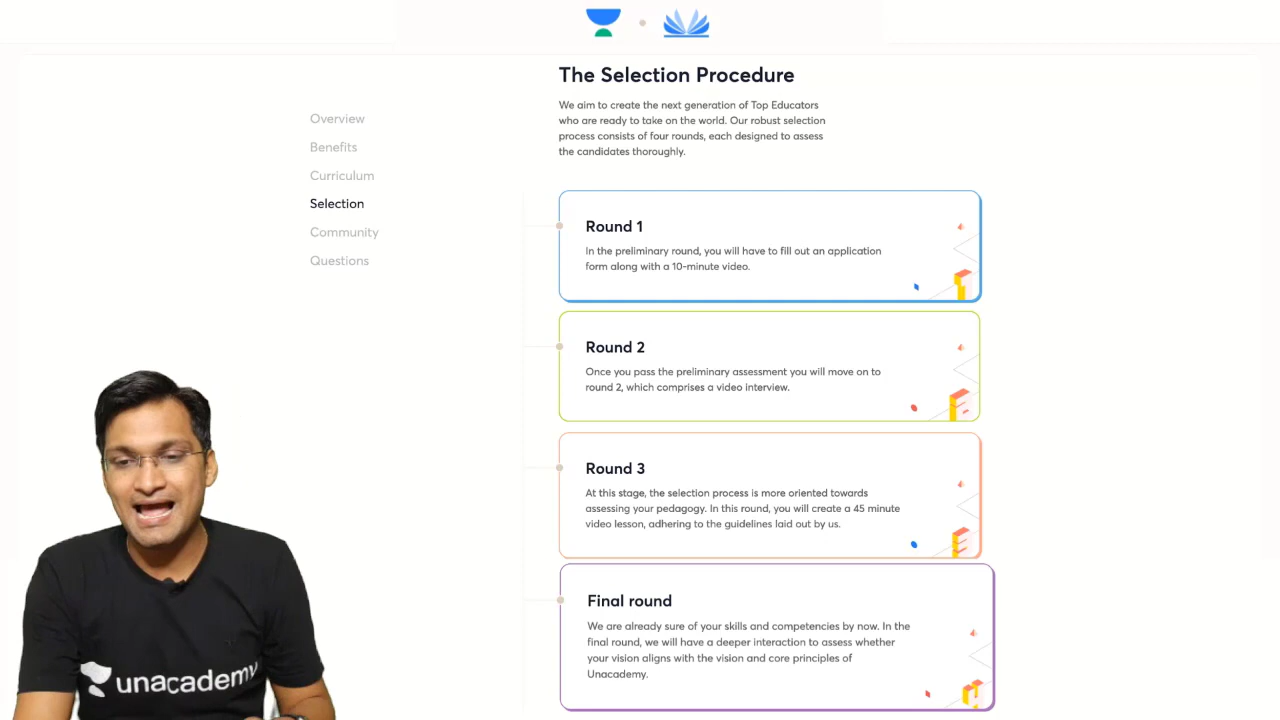 The Selection Procedure
We aim to create the next generation of Top Educators
who are ready to take on the world. Our robust selection
process consists of four rounds, each designed to assess
the candidates thoroughly.
Overview
Benefits
Curriculum
Selection
Community
Questions
Round 1
In the preliminary round, you will have to fill out an application
form along with a 10-minute video.
Round 2
Once you pass the preliminary assessment you will move on to
round 2, which comprises a video interview.
Round 3
At this stage, the selection process is more oriented towards
assessing your pedagogy. In this round, you will create a 45 minute
video lesson, adhering to the guidelines laid out by us.
Final round
We are already sure of your skills and competencies by now. In the
final round, we will have a deeper interaction to assess whether
your vision aligns with the vision and core principles of
Unacademy.
unacademy